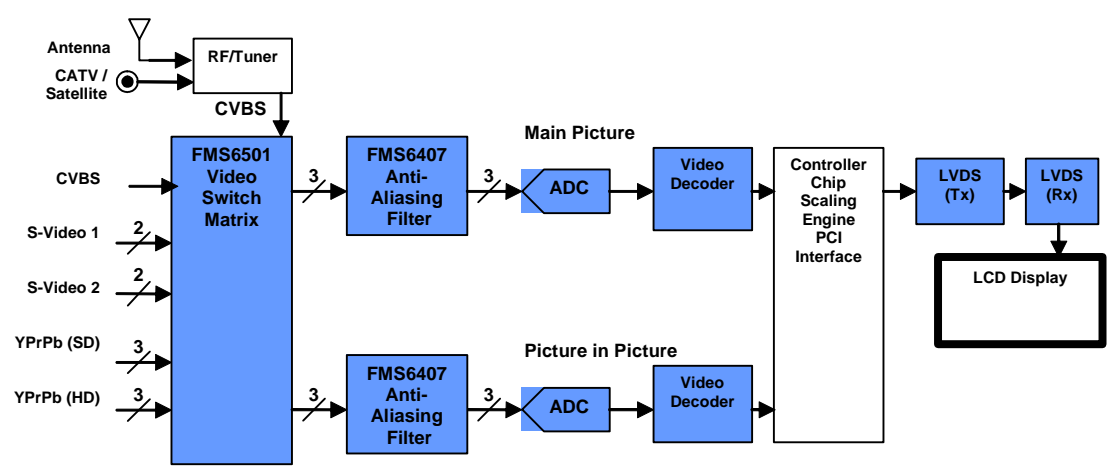 Antenna
CATV /
Satellite
RF/Tuner
CVBS
FMS6501
Video
Switch
Matrix
CVBS
S-Video 1
2
S-Video 2
2
YPrPb (SD)
3
YPrPb (HD)
3
3
FMS6407
Anti-
Aliasing
Filter
3
Main Picture
ADC
Video
Decoder
3
FMS6407
Anti-
Aliasing
Filter
3
Picture in Picture
ADC
Video
Decoder
Controller
Chip
Scaling
Engine
PCI
Interface
LVDS
(Tx)
LVDS
(Rx)
LCD Display